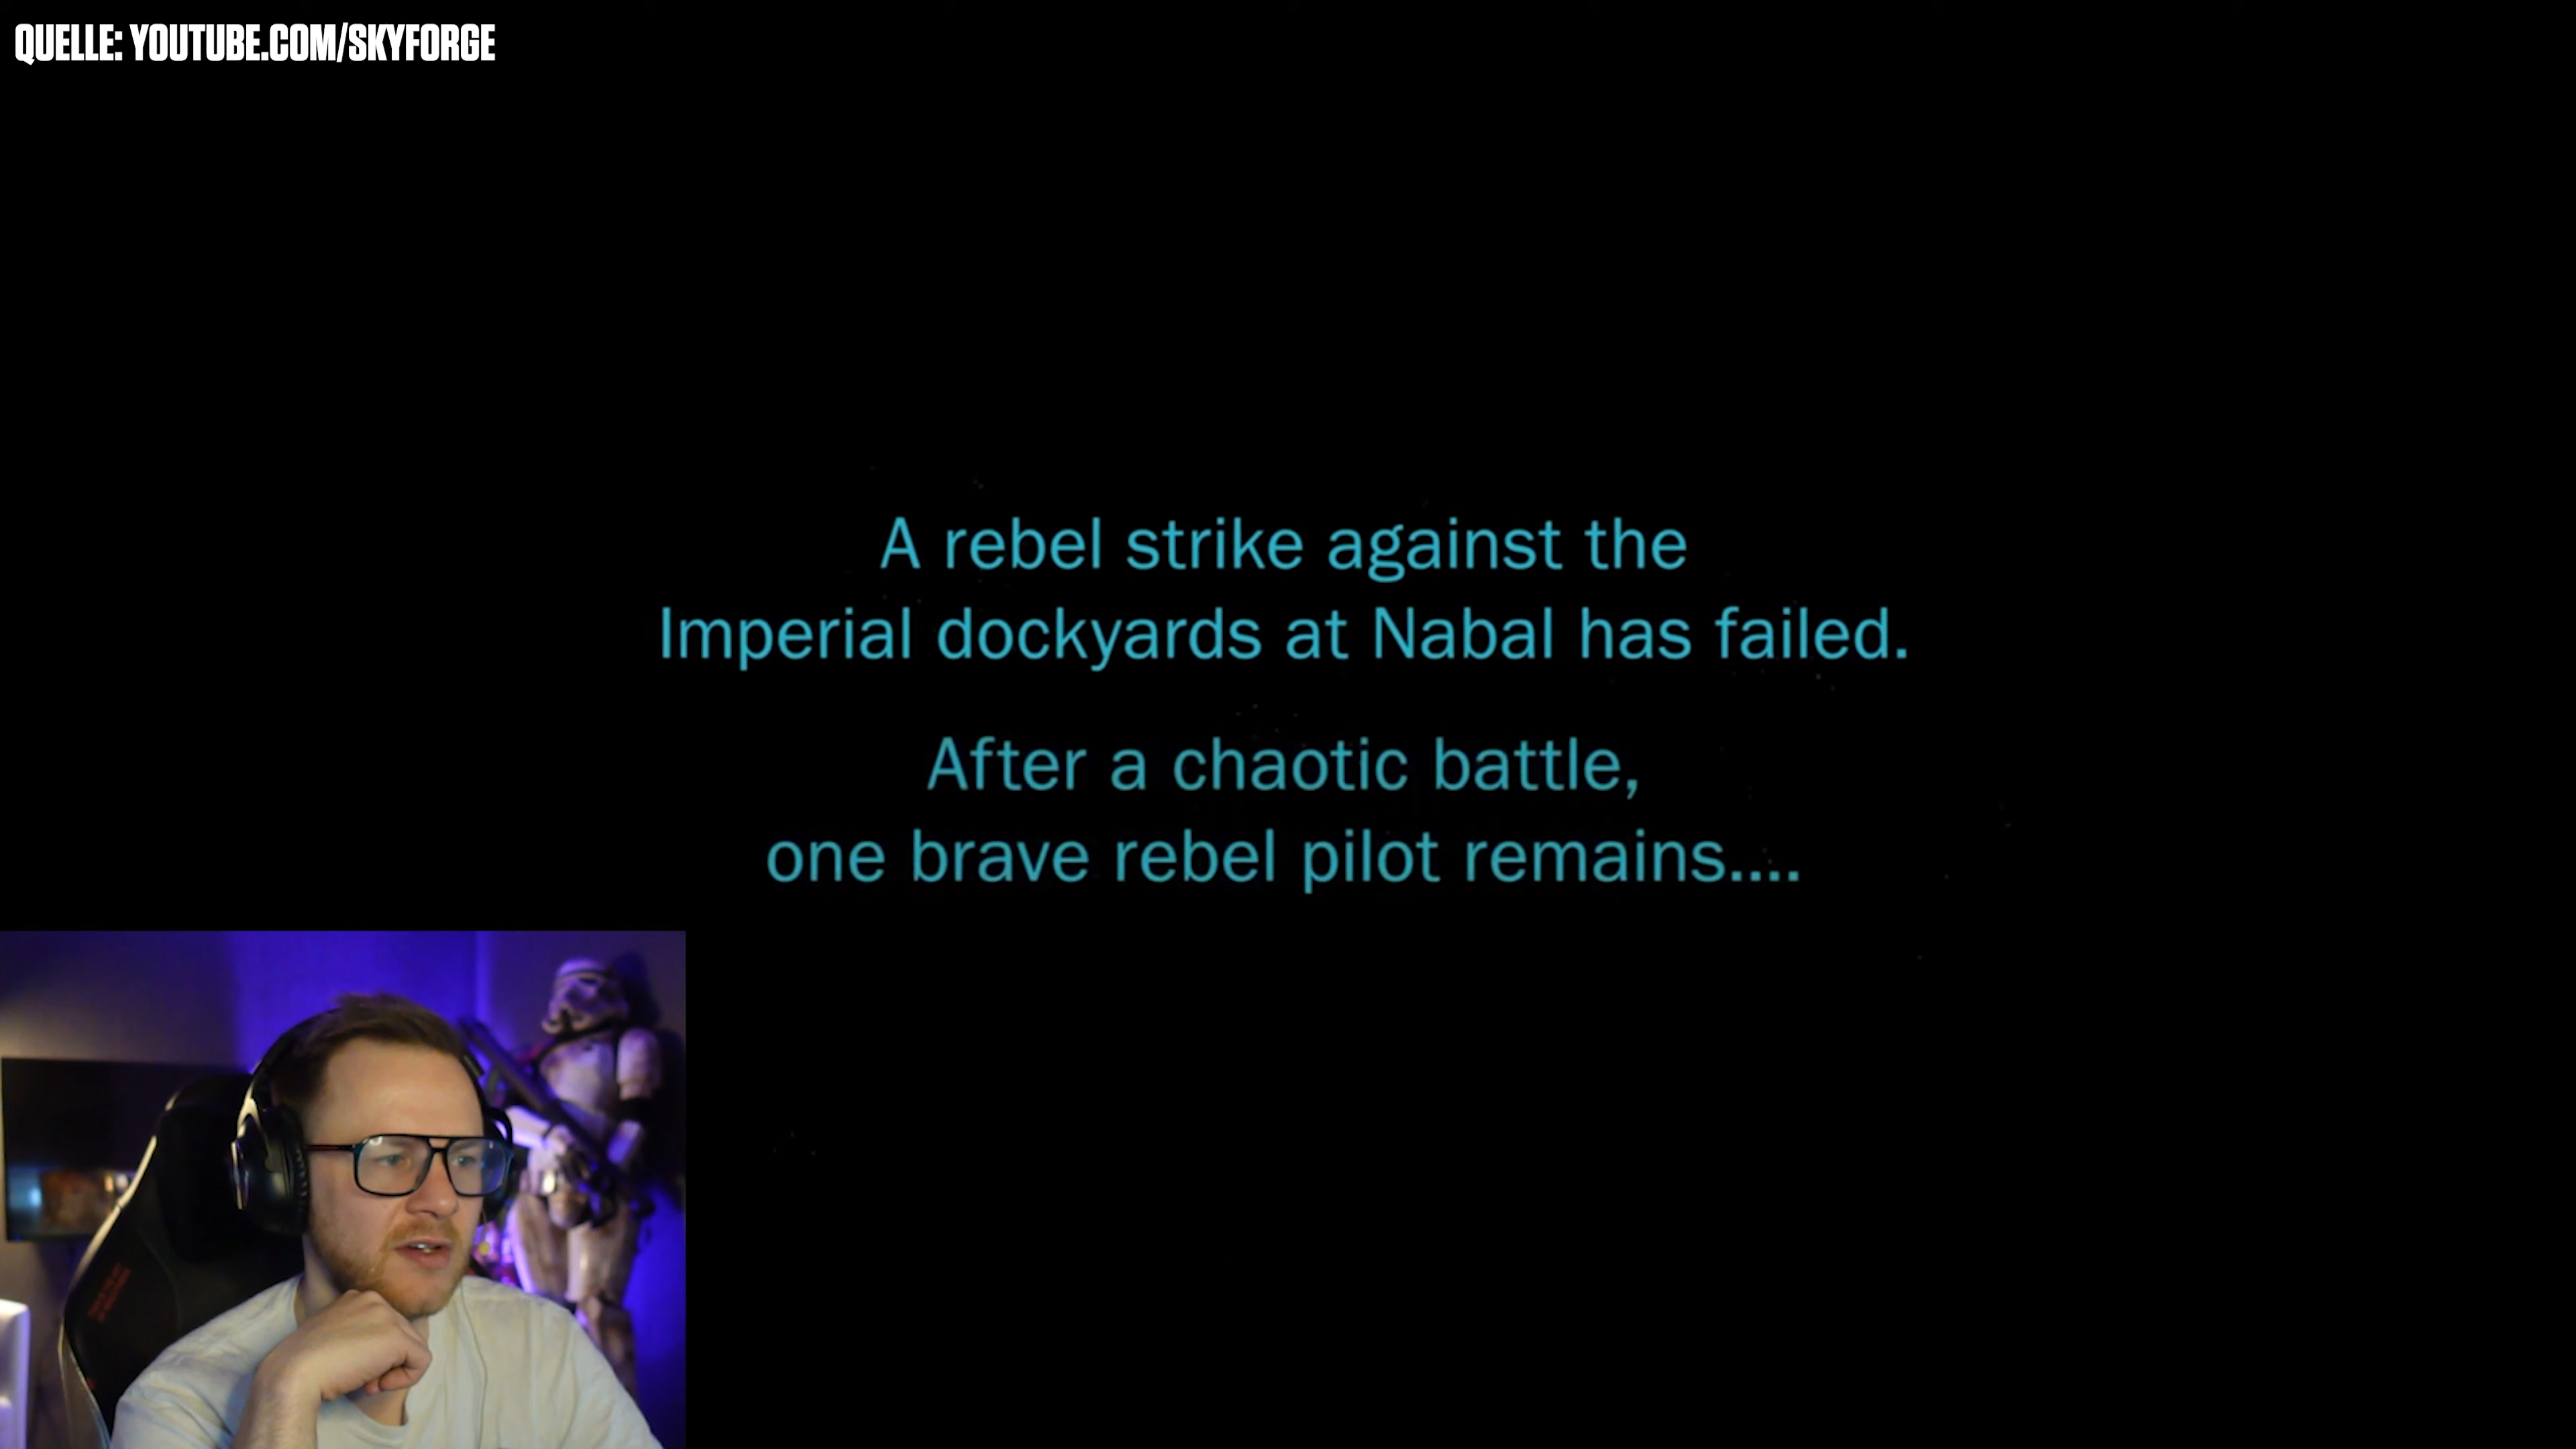 QUELLE: YOUTUBE.COM/SKYFORGE
A rebel strike against the
Imperial dockyards at Nabal has failed.
After a chaotic battle,
one brave rebel pilot remains....